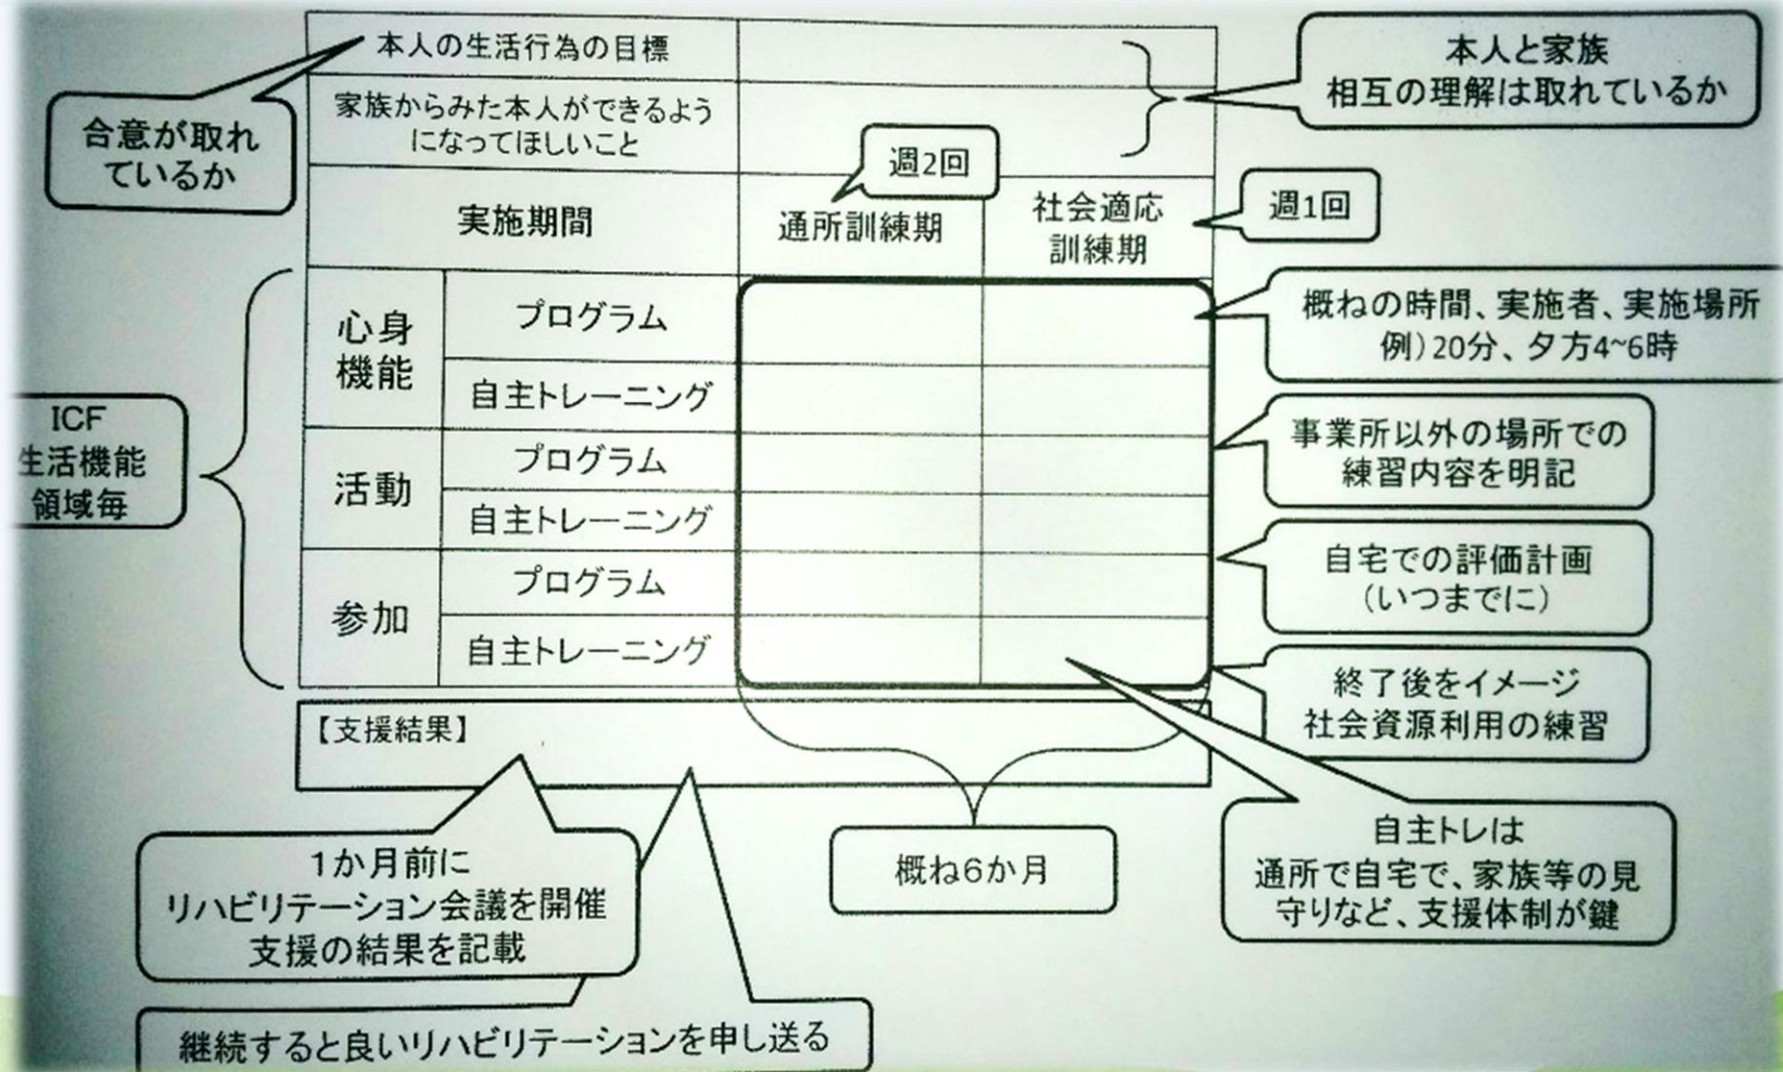 本人の生活行為の目標
家族からみた本人ができるよう
になってほしいこと
合意が取れ
ているか
本人と家族
相互の理解は取れているか
週2回
週1回
実施期間
通所訓練期
社会適応
訓練期
ICF
生活機能
領域毎
心身
機能
プログラム
自主トレーニング
活動
プログラム
自主トレーニング
参加
プログラム
自主トレーニング
概ねの時間、実施者、実施場所
例)20分、夕方4~6時
事業所以外の場所での
練習内容を明記
自宅での評価計画
(いつまでに)
終了後をイメージ
社会資源利用の練習
【支援結果】
1か月前に
リハビリテーション会議を開催
支援の結果を記載
概ね6か月
自主トレは
通所で自宅で、家族等の見
守りなど、支援体制が鍵
継続すると良いリハビリテーションを申し送る